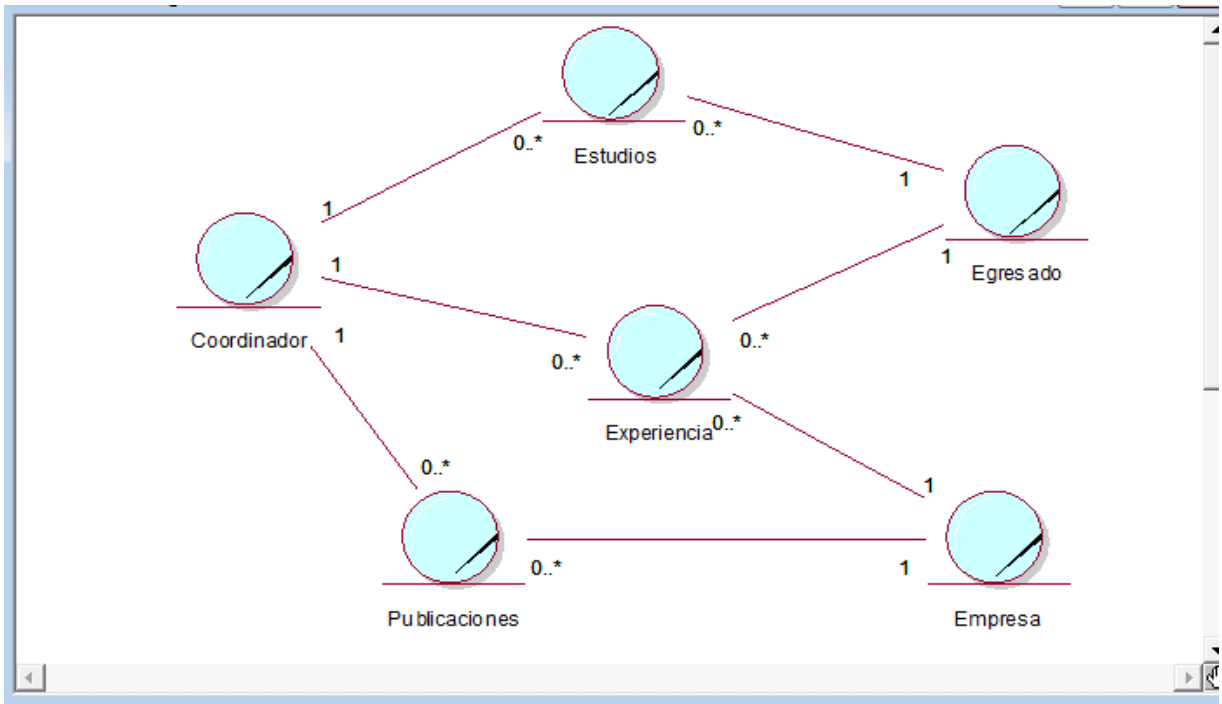 0..*
Estudios
0..*
1
1
Egresado
1
1
Coordinador
1
0..*
0..*
Experiencia
0..*
0..*
1
Publicaciones
0..*
1
Empresa